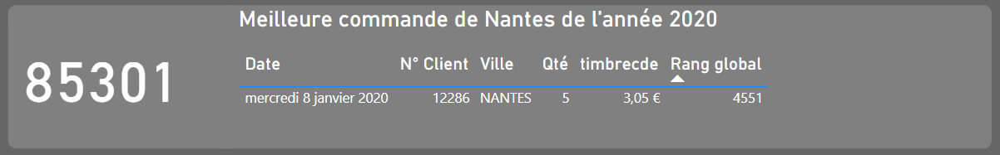 Meilleure commande de Nantes de l'année 2020
85301
Date N° Client Ville Qté timbrecde Rang global
mercredi 8 janvier 2020 12286 NANTES 5 3,05 € 4551